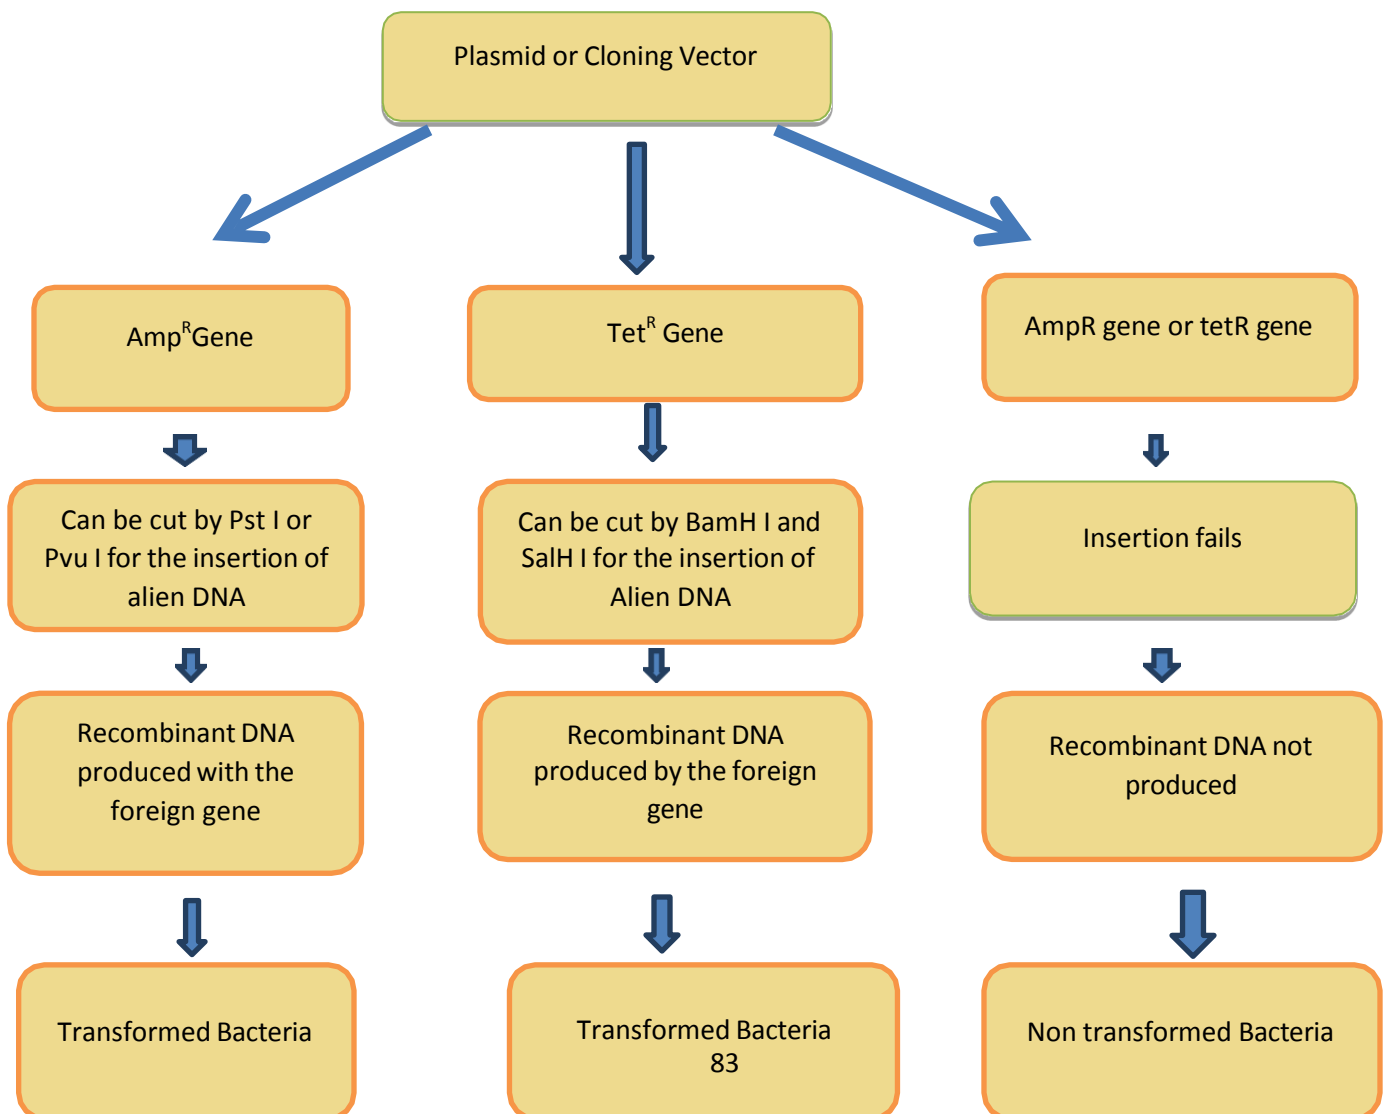 Plasmid or Cloning Vector
Amp^R Gene
Tet^R Gene
AmpR gene or tetR gene
Can be cut by Pst I or
Pvu I for the insertion of
alien DNA
Can be cut by BamH I and
SalH I for the insertion of
Alien DNA
Insertion fails
Recombinant DNA
produced with the
foreign gene
Recombinant DNA
produced by the foreign
gene
Recombinant DNA not
produced
Transformed Bacteria
Transformed Bacteria
83
Non transformed Bacteria